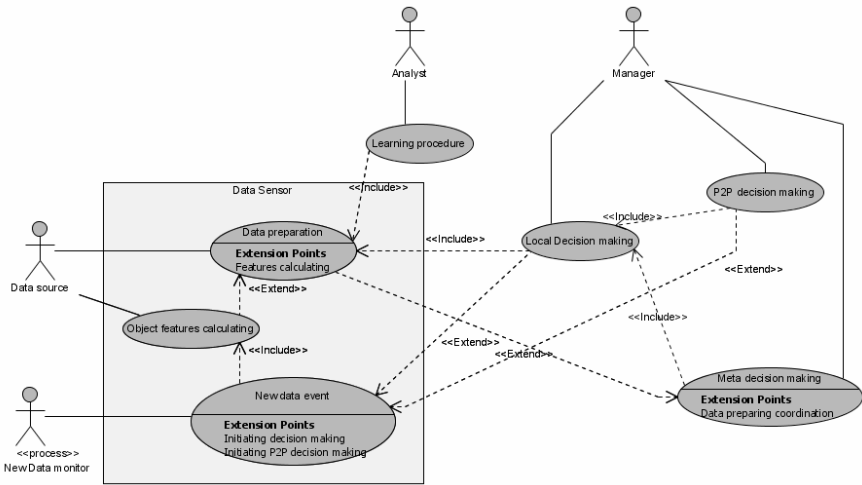 Analyst
Manager
Learning procedure
<<Include>>
Data Sensor
P2P decision making
<<Include>>
Data preparation
Local Decision making
Extension Points
Features calculating
<<Include>>
<<Extend>>
Data source
<<Extend>>
Object features calculating
<<Include>>
<<Extend>>
<<Include>>
<<Extend>>
Meta decision making
Extension Points
Data preparing coordination
New data event
Extension Points
Initiating decision making
Initiating P2P decision making
<<process>>
New Data monitor